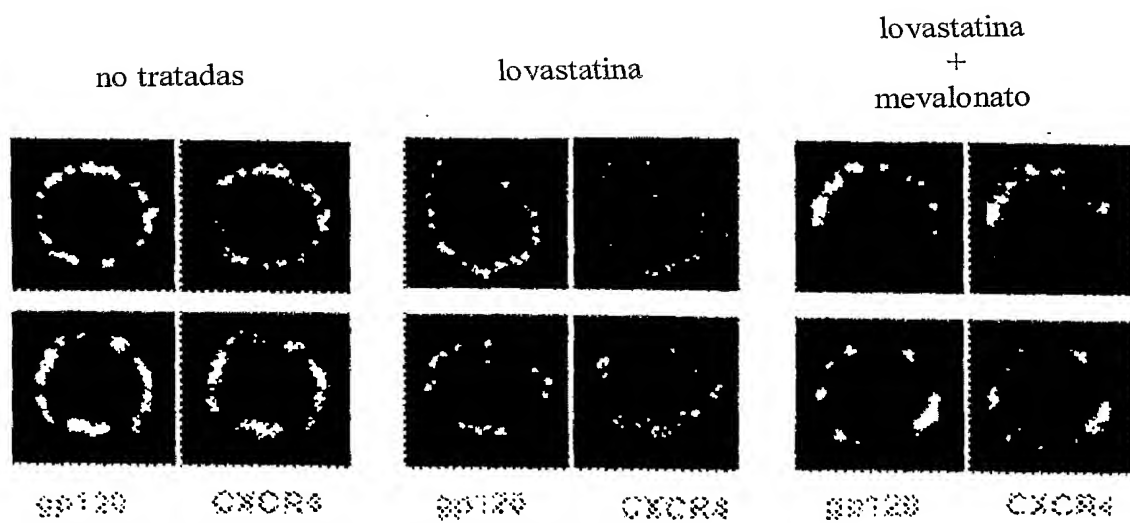 no tratadas
lovastatina
lovastatina
+
mevalonato
gp120 CXCR4 gp120 CXCR4 gp120 CXCR4